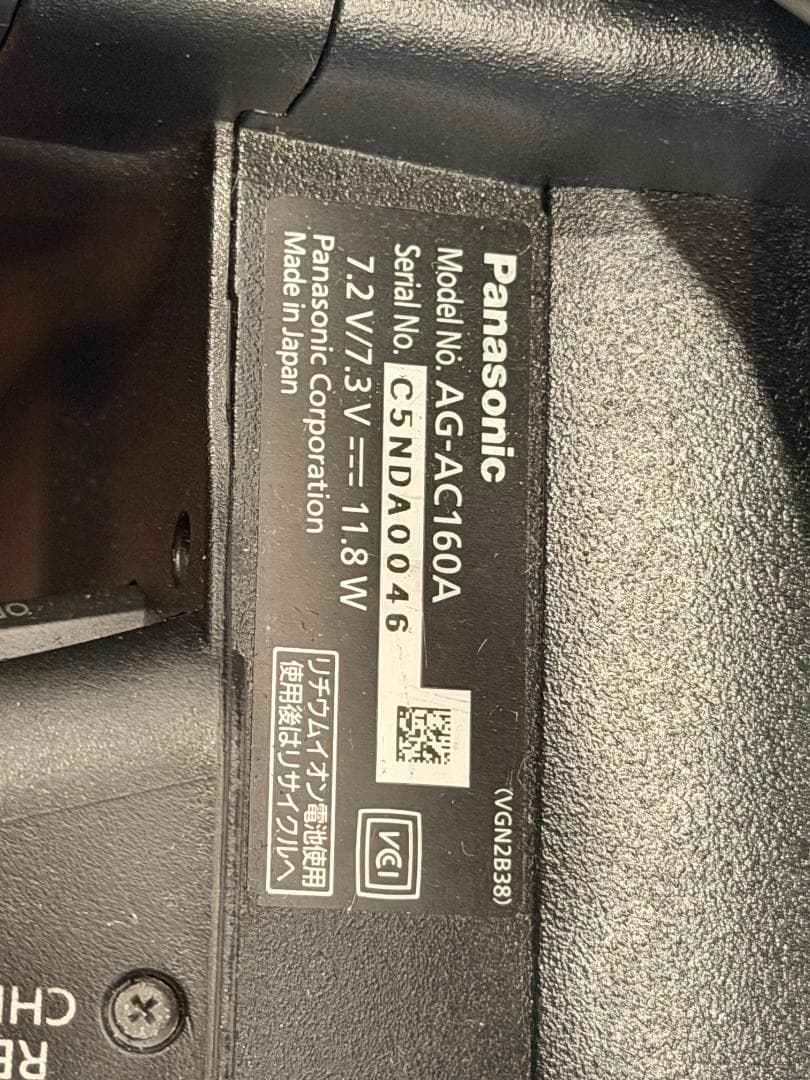 Panasonic
Model No. AG-AC160A
Serial No. C5NDA0046
7.2 V/7.3 V ⎓ 11.8 W
Panasonic Corporation
Made in Japan
(VGN2B38)
VCCI
リチウムイオン電池使用
使用後はリサイクルへ